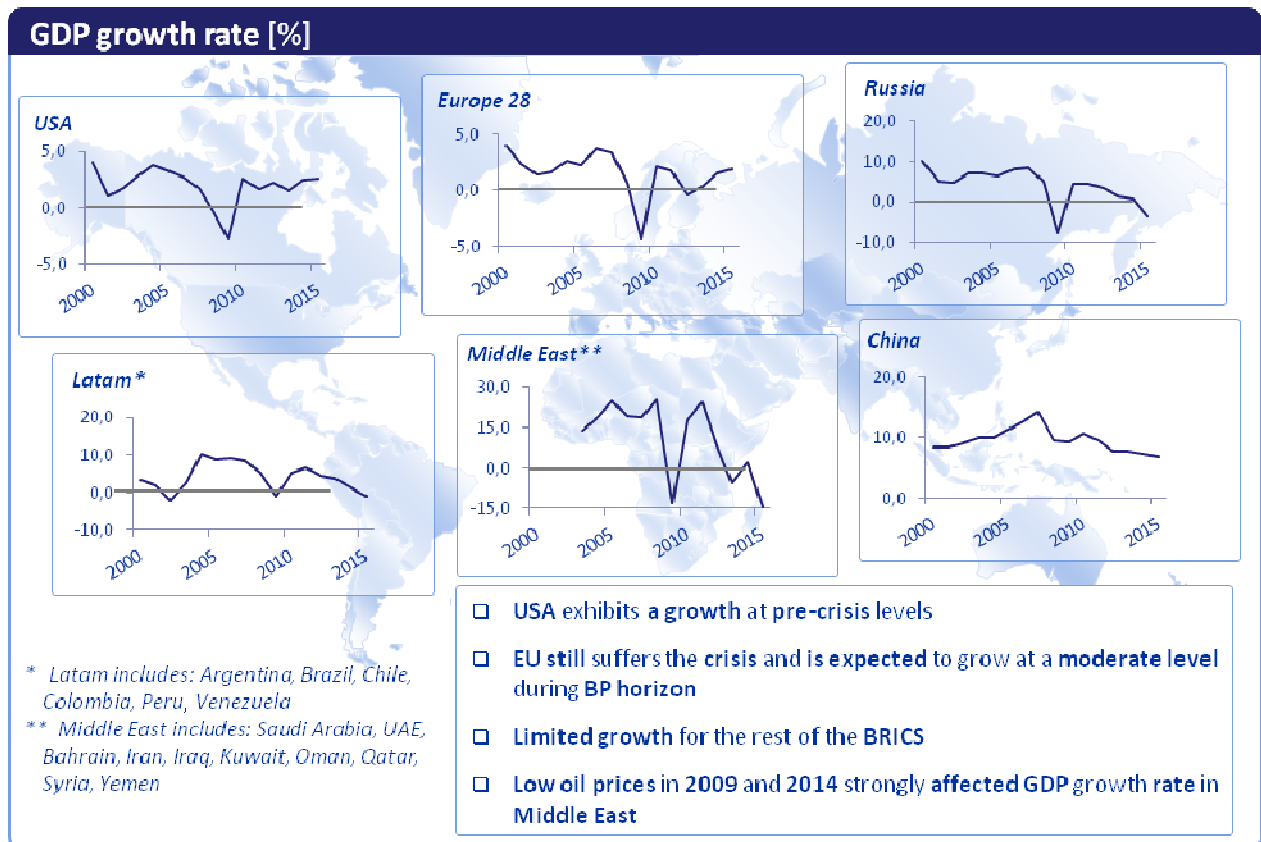 GDP growth rate [%]
USA
5,0
0,0
-5,0
2000
2005
2010
2015
Europe 28
5,0
0,0
-5,0
2000
2005
2010
2015
Russia
20,0
10,0
0,0
-10,0
2000
2005
2010
2015
Latam*
20,0
10,0
0,0
-10,0
2000
2005
2010
2015
Middle East**
30,0
15,0
0,0
-15,0
2000
2005
2010
2015
China
20,0
10,0
0,0
2000
2005
2010
2015
* Latam includes: Argentina, Brazil, Chile,
Colombia, Peru, Venezuela
** Middle East includes: Saudi Arabia, UAE,
Bahrain, Iran, Iraq, Kuwait, Oman, Qatar,
Syria, Yemen
USA exhibits a growth at pre-crisis levels
EU still suffers the crisis and is expected to grow at a moderate level
during BP horizon
Limited growth for the rest of the BRICS
Low oil prices in 2009 and 2014 strongly affected GDP growth rate in
Middle East